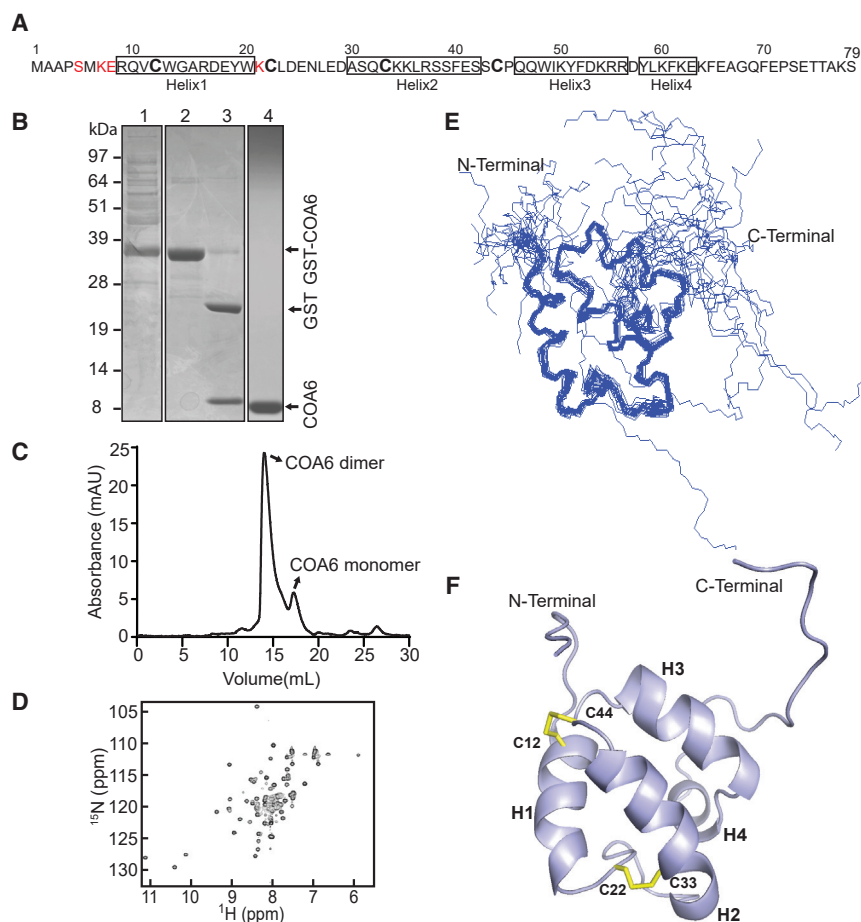 A
1 10 20 30 40 50 60 70 79
MAAPSMKERQVCWGARDEYWKCLDENLEDASQCKKLRSSFESSCPQQWIKYFDKRRDYLKFKEKFEAGQFEPSETTAKS
Helix1 Helix2 Helix3 Helix4
B
kDa 1 2 3 4
97
64
51
39
28
19
14
8
GST-COA6
GST
COA6
C
Absorbance (mAU)
25
20
15
10
5
0
0 5 10 15 20 25 30
Volume(mL)
COA6 dimer
COA6 monomer
D
15N (ppm)
105
110
115
120
125
130
11 10 9 8 7 6
1H (ppm)
E
N-Terminal
C-Terminal
F
N-Terminal
C-Terminal
H3
C44
C12
H1
H4
C22
C33
H2